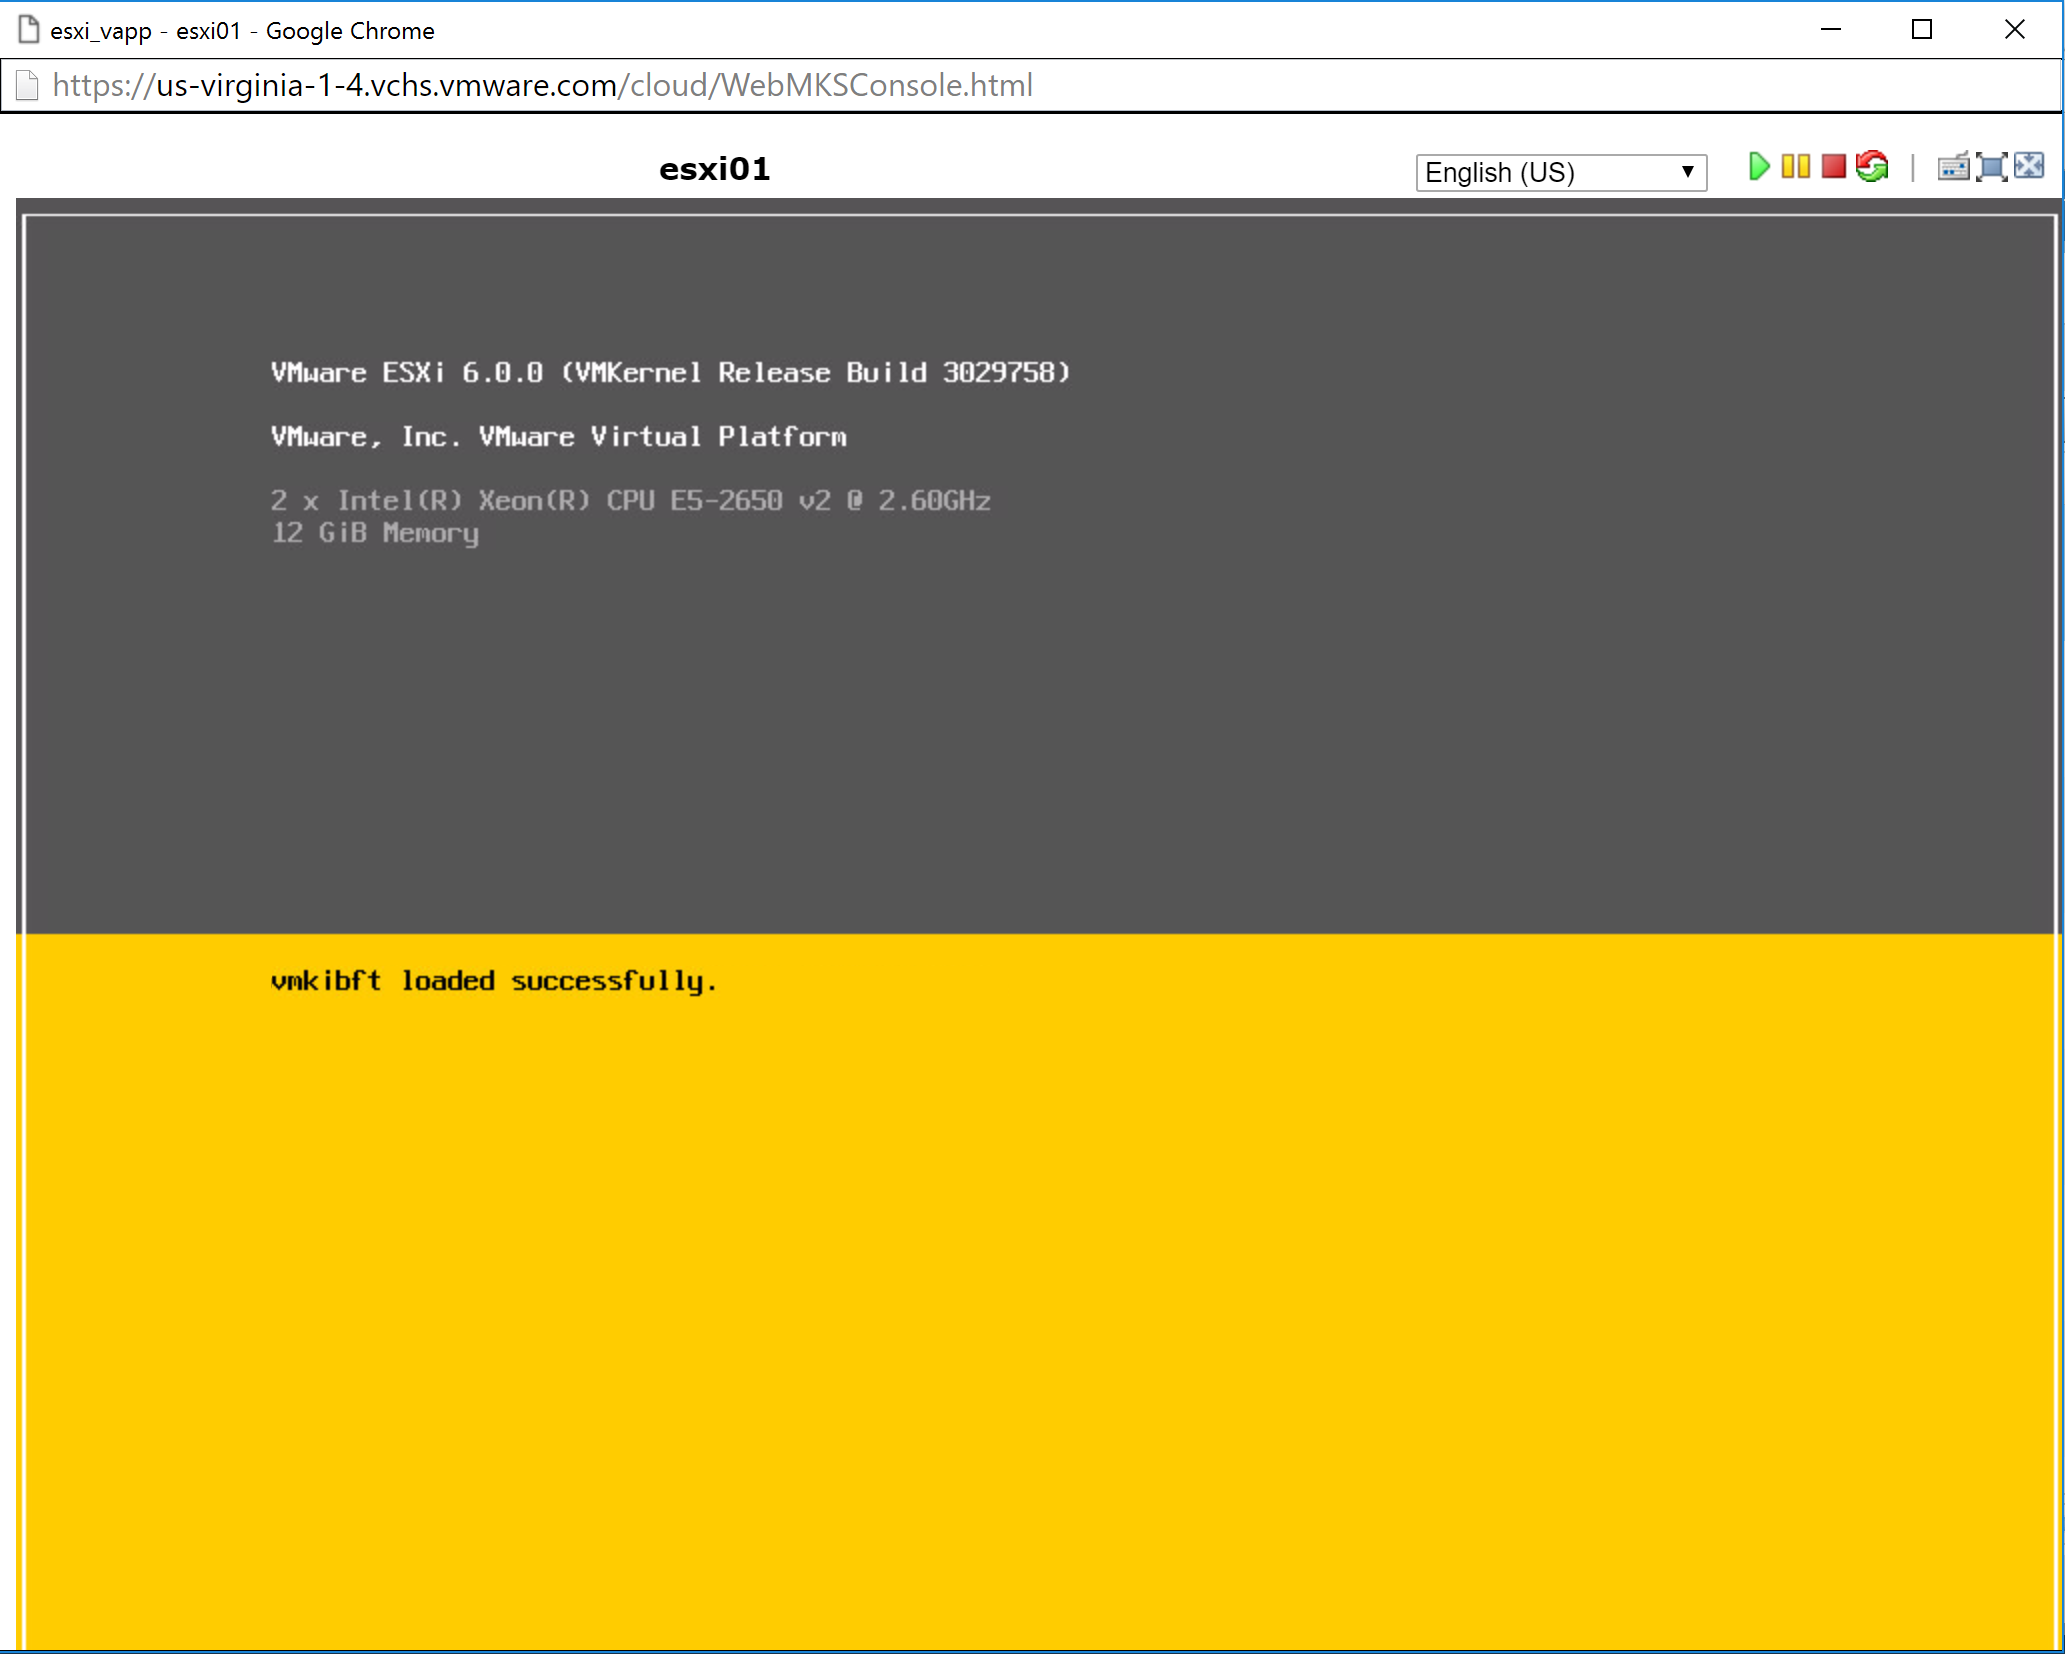 esxi_vapp - esxi01 - Google Chrome
https://us-virginia-1-4.vchs.vmware.com/cloud/WebMKSConsole.html
esxi01
English (US)
VMware ESXi 6.0.0 (VMKernel Release Build 3029758)
VMware, Inc. VMware Virtual Platform
2 x Intel(R) Xeon(R) CPU E5-2650 v2 @ 2.60GHz
12 GiB Memory
vmkibft loaded successfully.